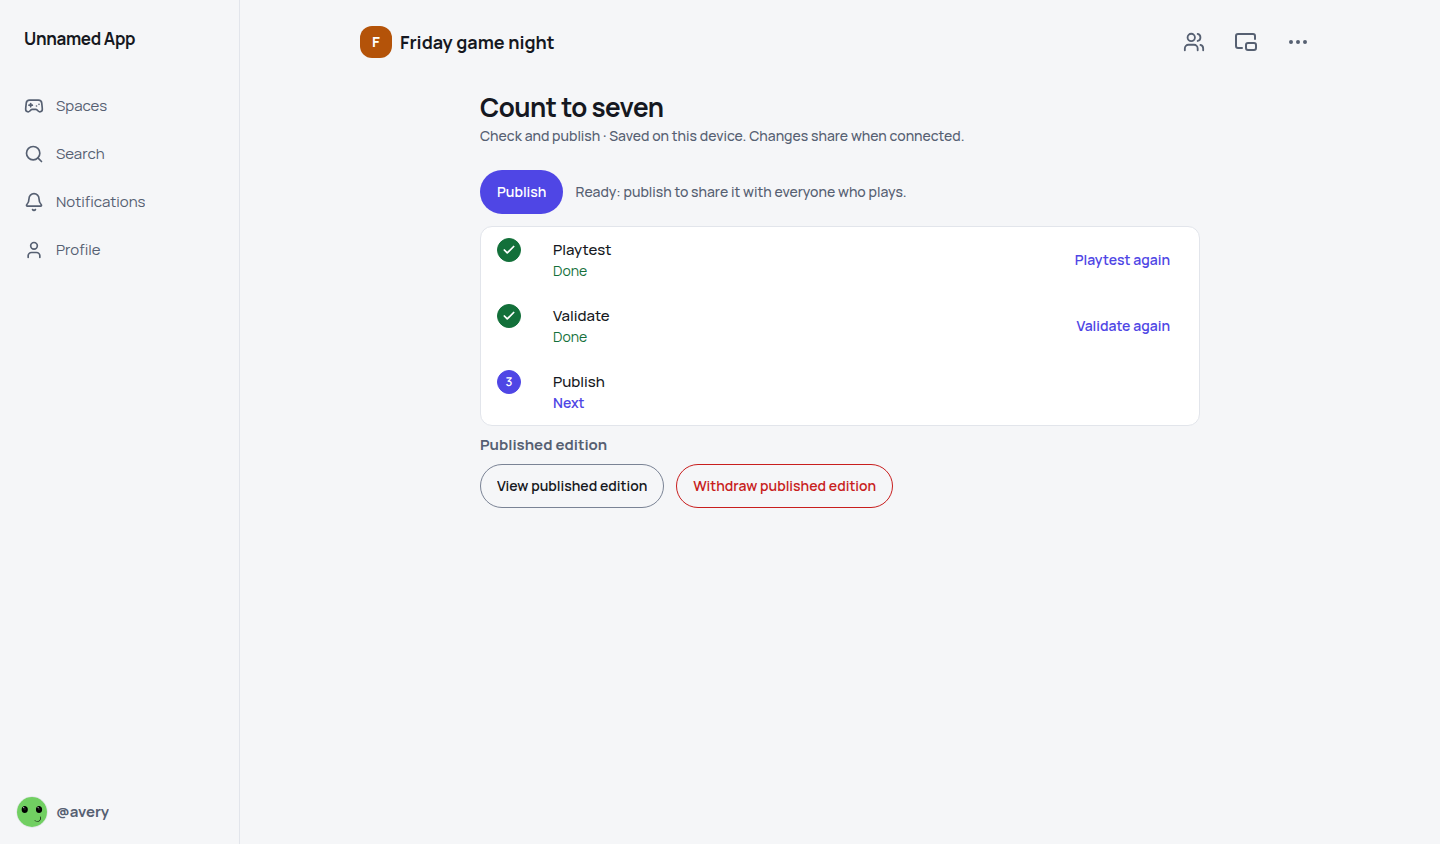 Unnamed App
Spaces
Search
Notifications
Profile
@avery
F
Friday game night
Count to seven
Check and publish · Saved on this device. Changes share when connected.
Publish
Ready: publish to share it with everyone who plays.
Playtest
Done
Playtest again
Validate
Done
Validate again
3
Publish
Next
Published edition
View published edition
Withdraw published edition